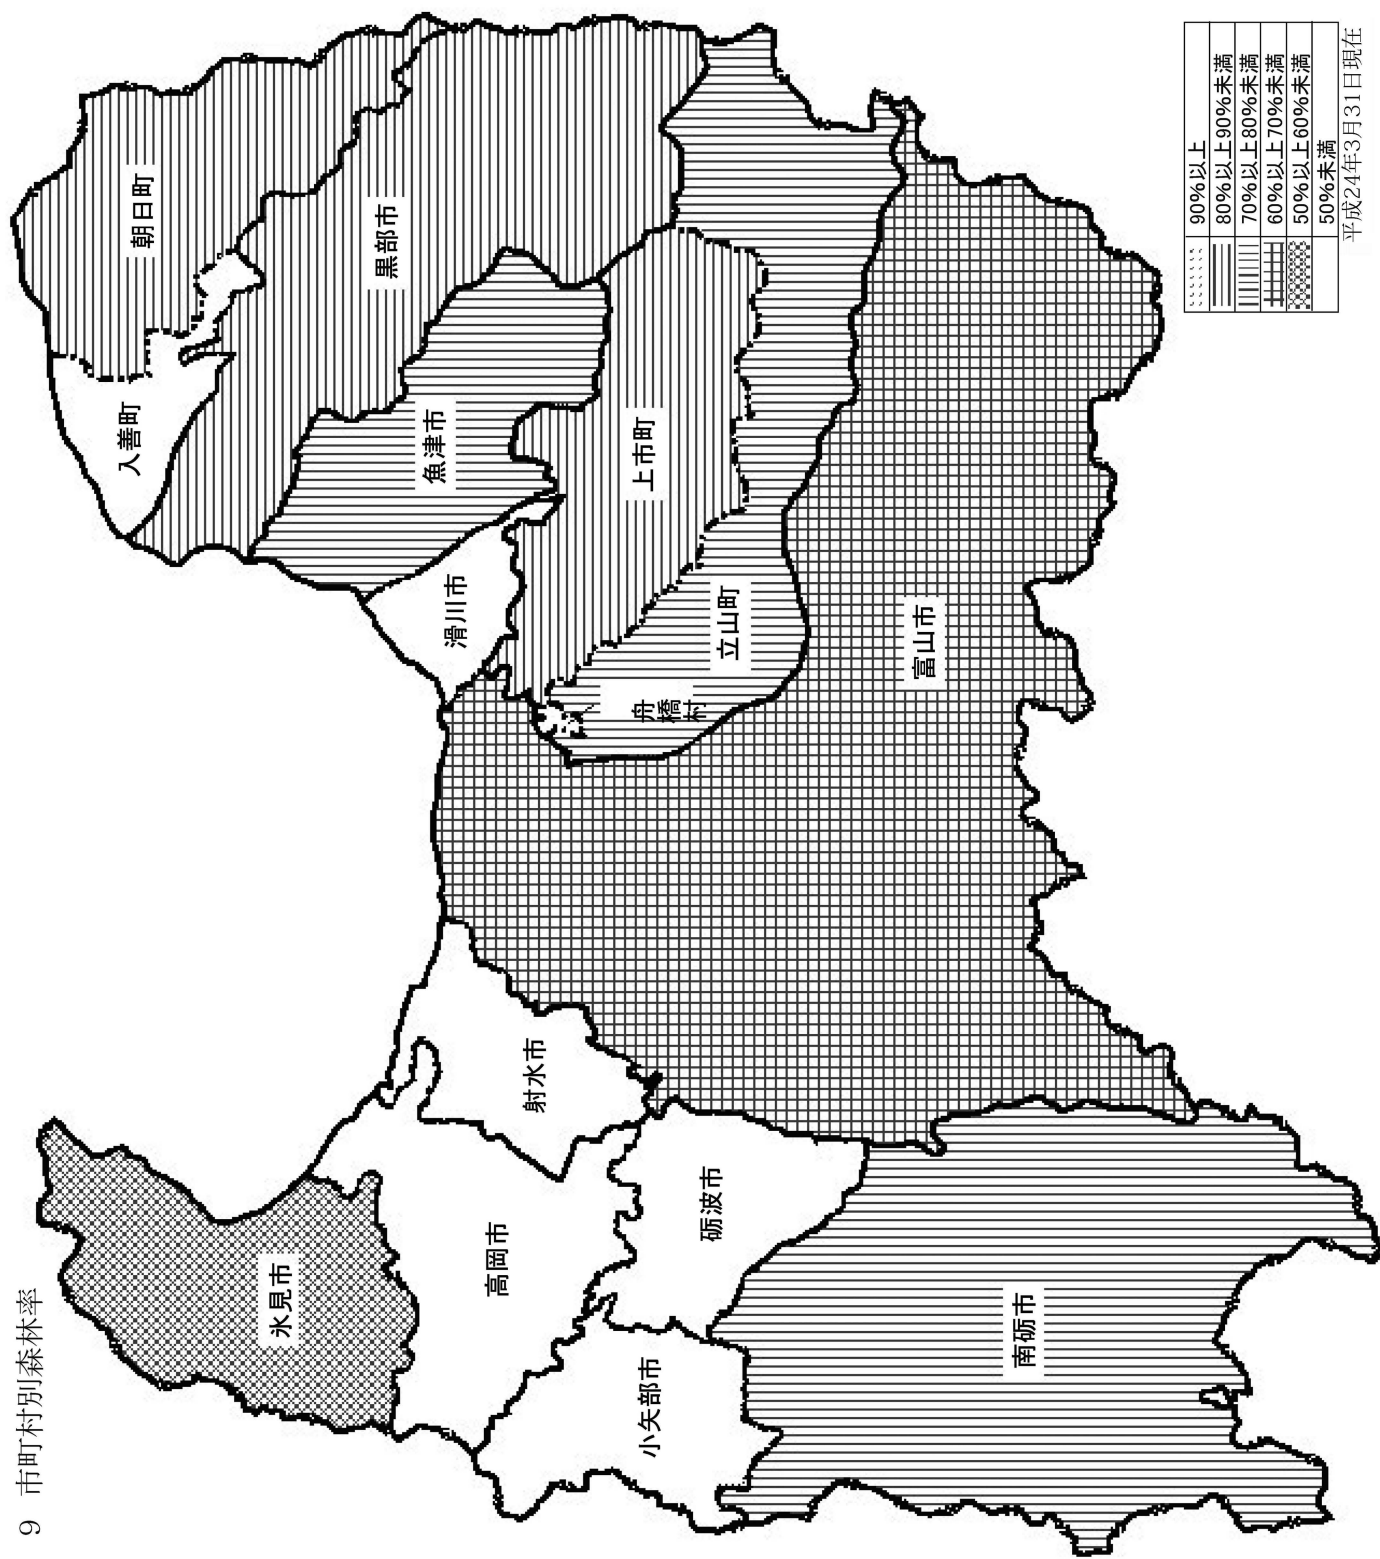 9 市町村別森林率
朝日町
入善町
黒部市
魚津市
滑川市
上市町
立山町
舟橋村
富山市
射水市
氷見市
高岡市
砺波市
小矢部市
南砺市
90%以上
80%以上90%未満
70%以上80%未満
60%以上70%未満
50%以上60%未満
50%未満
平成24年3月31日現在